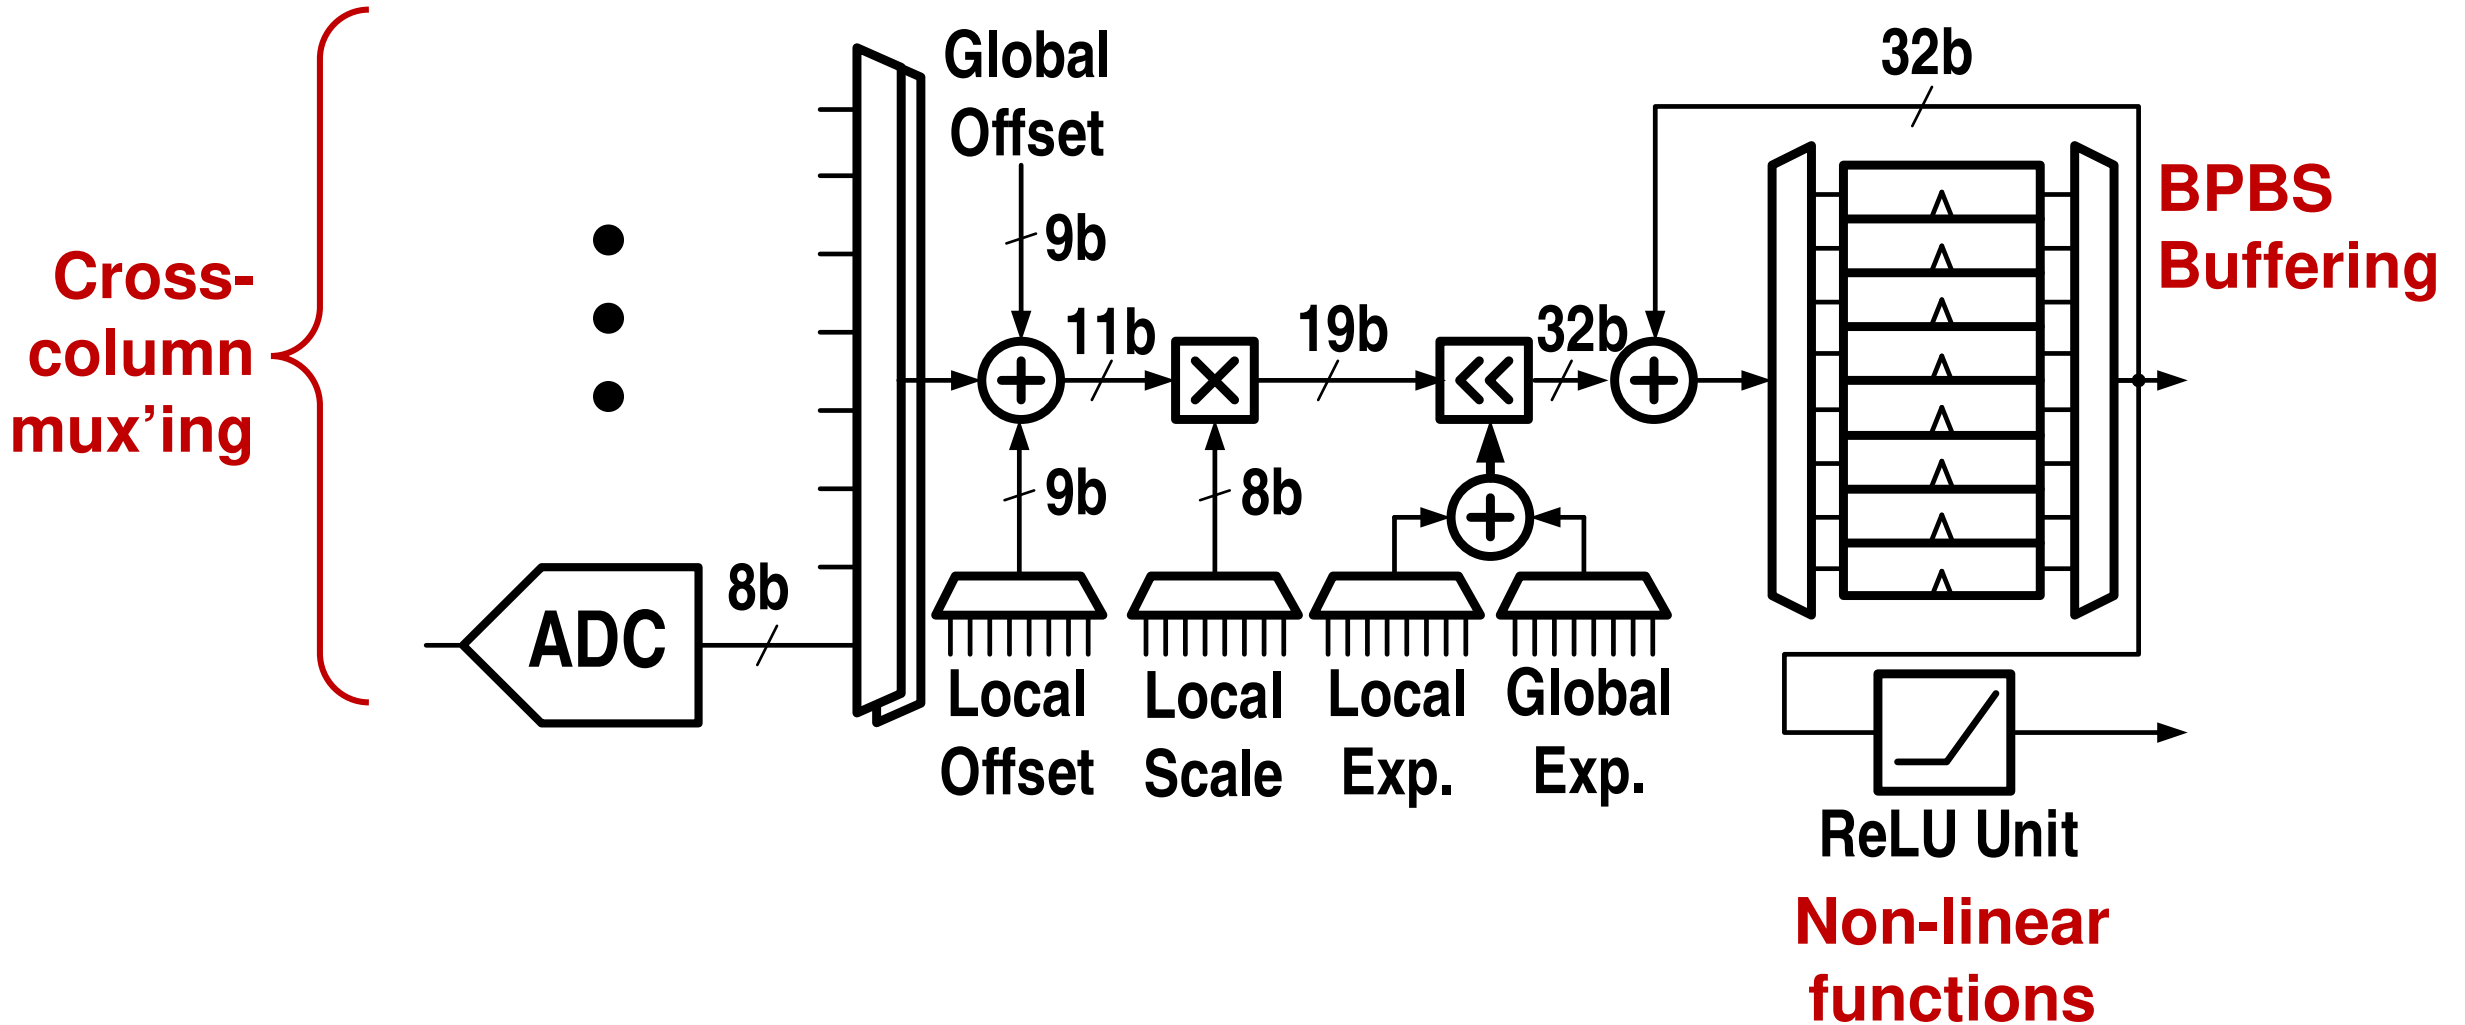 Cross-
column
mux'ing
Global
Offset
9b
11b
19b
32b
32b
9b
8b
8b
ADC
Local
Offset
Local
Scale
Local
Exp.
Global
Exp.
BPBS
Buffering
ReLU Unit
Non-linear
functions